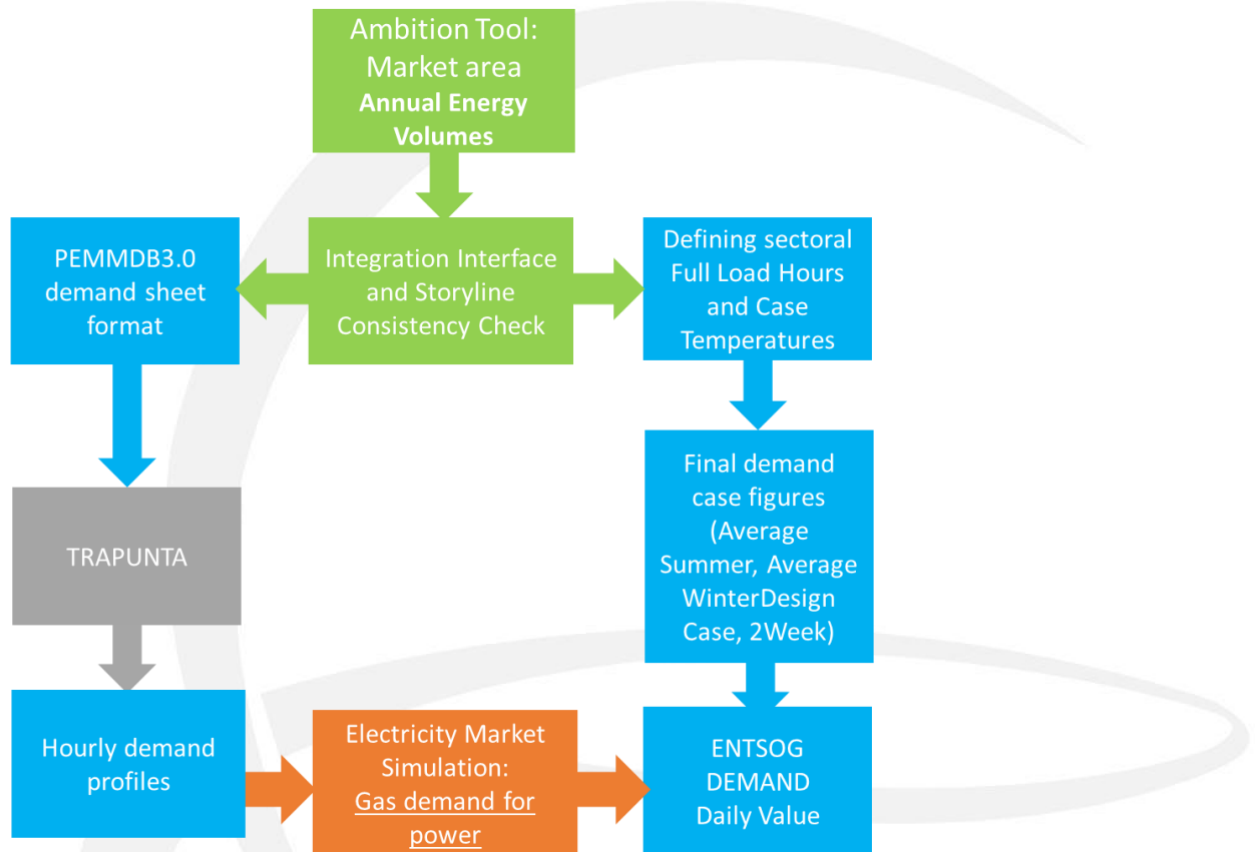 Ambition Tool:
Market area
Annual Energy
Volumes
PEMMDB3.0
demand sheet
format
Integration Interface
and Storyline
Consistency Check
Defining sectoral
Full Load Hours
and Case
Temperatures
TRAPUNTA
Final demand
case figures
(Average
Summer, Average
WinterDesign
Case, 2Week)
Hourly demand
profiles
Electricity Market
Simulation:
Gas demand for
power
ENTSOG
DEMAND
Daily Value